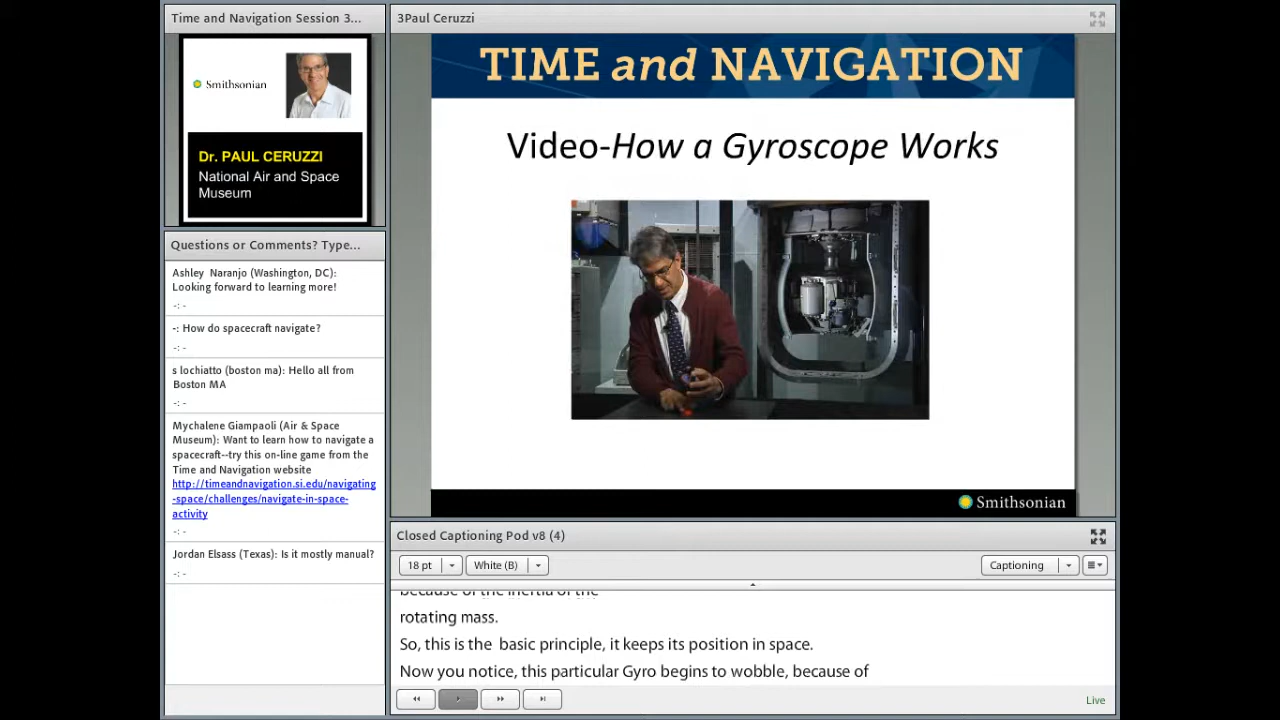 Time and Navigation Session 3...
Smithsonian
Dr. PAUL CERUZZI
National Air and Space
Museum
Questions or Comments? Type...
Ashley Naranjo (Washington, DC):
Looking forward to learning more!
-: -
-: How do spacecraft navigate?
-: -
s lochiatto (boston ma): Hello all from
Boston MA
-: -
Mychalene Giampaoli (Air & Space
Museum): Want to learn how to navigate a
spacecraft--try this on-line game from the
Time and Navigation website
http://timeandnavigation.si.edu/navigating
-space/challenges/navigate-in-space-
activity
-: -
Jordan Elsass (Texas): Is it mostly manual?
-: -
3Paul Ceruzzi
TIME and NAVIGATION
Video-How a Gyroscope Works
Smithsonian
Closed Captioning Pod v8 (4)
18 pt
White (B)
Captioning
because of the inertia of the
rotating mass.
So, this is the basic principle, it keeps its position in space.
Now you notice, this particular Gyro begins to wobble, because of
Live